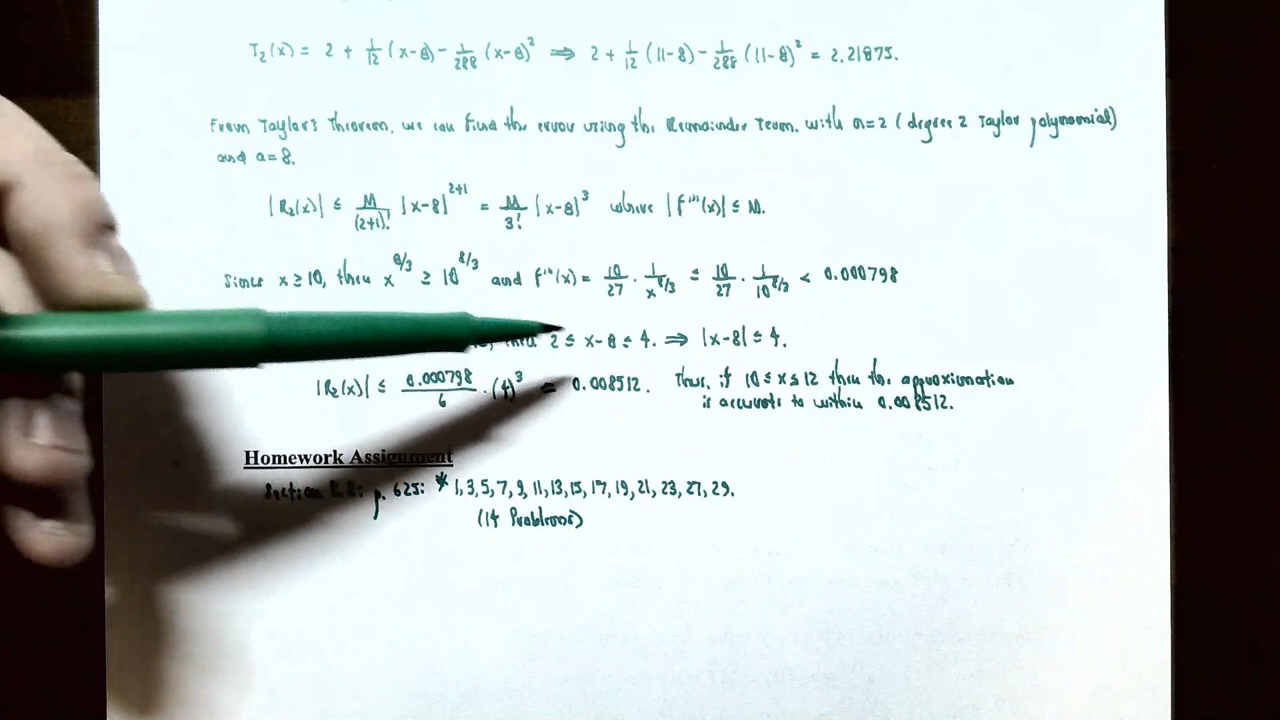 T₂(x) = 2 + 1/12 (x-8) - 1/288 (x-8)² ⇒ 2 + 1/12 (11-8) - 1/288 (11-8)² = 2.21875.
From Taylor's Theorem, we can find the error using the Remainder Term. with n=2 (degree 2 Taylor polynomial)
and a=8.
|R₂(x)| ≤ M/(2+1)! |x-8|²⁺¹ = M/3! |x-8|³ where |f'''(x)| ≤ M.
Since x ≥ 10, then x^(8/3) ≥ 10^(8/3) and f'''(x) = 10/27 · 1/x^(8/3) ≤ 10/27 · 1/10^(8/3) < 0.000798
2 ≤ x-8 ≤ 4. ⇒ |x-8| ≤ 4.
|R₂(x)| ≤ 0.000798/6 · (4)³ = 0.008512. Thus, if 10 ≤ x ≤ 12 then the approximation
is accurate to within 0.008512.
Homework Assignment
Section 8.8: p. 625: # 1, 3, 5, 7, 9, 11, 13, 15, 17, 19, 21, 23, 27, 29.
(14 Problems)